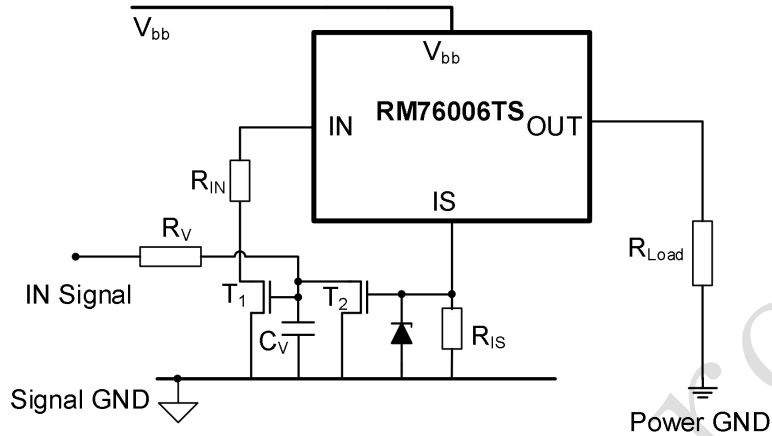 V_bb
V_bb
RM76006TS
IN
OUT
IS
R_IN
R_V
R_Load
IN Signal
T_1
T_2
C_V
R_IS
Signal GND
Power GND